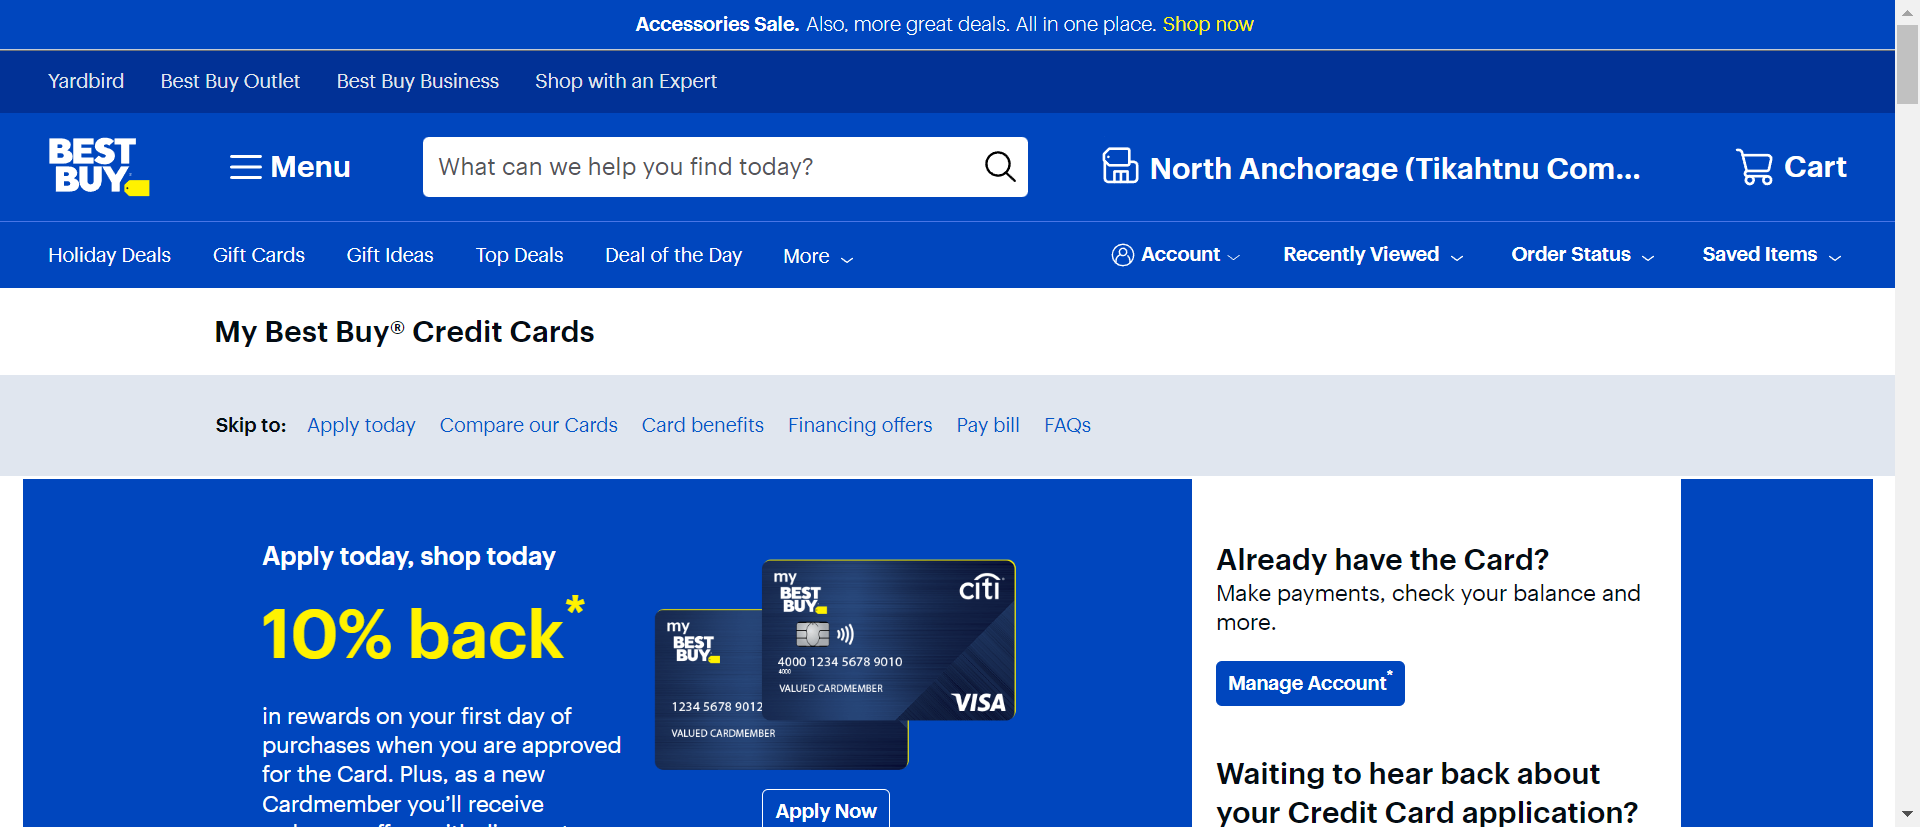 Accessories Sale. Also, more great deals. All in one place. Shop now
Yardbird Best Buy Outlet Best Buy Business Shop with an Expert
BEST BUY
Menu
What can we help you find today?
North Anchorage (Tikahtnu Com...
Cart
Holiday Deals Gift Cards Gift Ideas Top Deals Deal of the Day More
Account Recently Viewed Order Status Saved Items
My Best Buy® Credit Cards
Skip to: Apply today Compare our Cards Card benefits Financing offers Pay bill FAQs
Apply today, shop today
10% back*
in rewards on your first day of
purchases when you are approved
for the Card. Plus, as a new
Cardmember you'll receive
my
BEST
BUY
1234 5678 9012
VALUED CARDMEMBER
my
BEST
BUY
citi
4000 1234 5678 9010
4000
VALUED CARDMEMBER
VISA
Apply Now
Already have the Card?
Make payments, check your balance and
more.
Manage Account*
Waiting to hear back about
your Credit Card application?